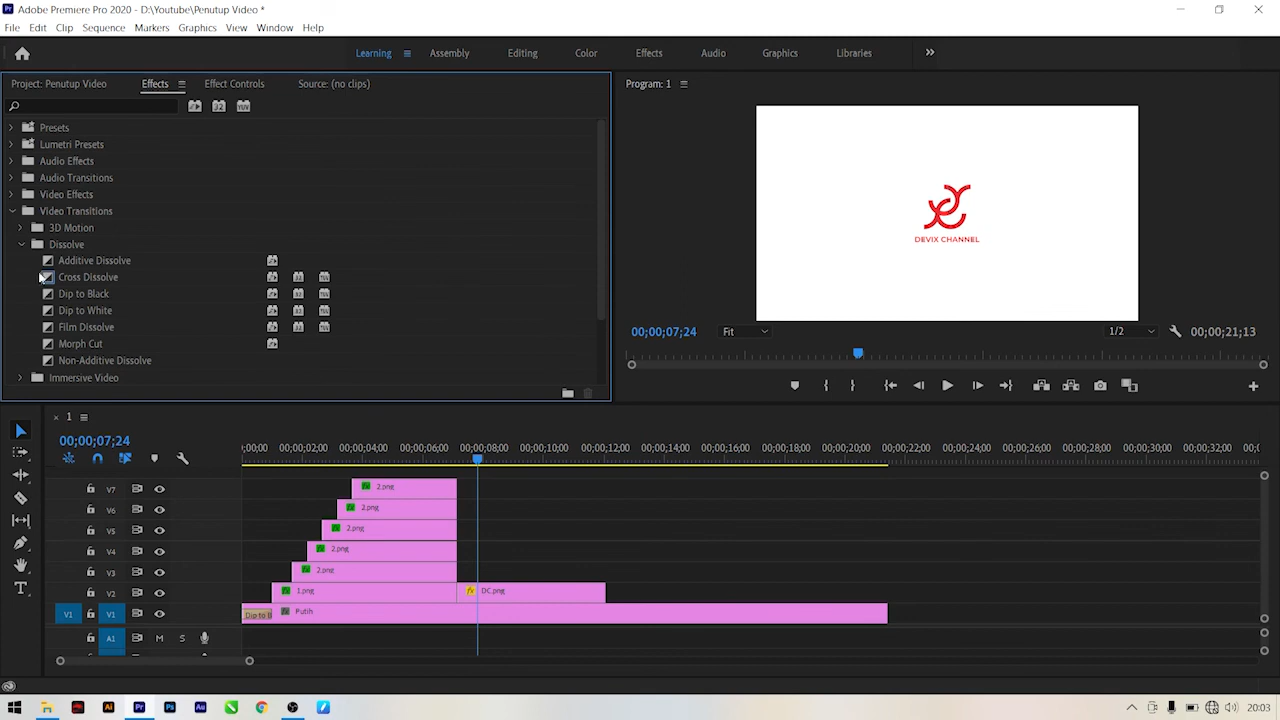 Adobe Premiere Pro 2020 - D:\Youtube\Penutup Video *
File Edit Clip Sequence Markers Graphics View Window Help
Learning Assembly Editing Color Effects Audio Graphics Libraries
Project: Penutup Video Effects Effect Controls Source: (no clips)
Program: 1
Presets
Lumetri Presets
Audio Effects
Audio Transitions
Video Effects
Video Transitions
3D Motion
Dissolve
Additive Dissolve
Cross Dissolve
Dip to Black
Dip to White
Film Dissolve
Morph Cut
Non-Additive Dissolve
Immersive Video
DEVIX CHANNEL
00;00;07;24 Fit 1/2 00;00;21;13
1
00;00;07;24
;00;00 00;00;02;00 00;00;04;00 00;00;06;00 00;00;08;00 00;00;10;00 00;00;12;00 00;00;14;00 00;00;16;00 00;00;18;00 00;00;20;00 00;00;22;00 00;00;24;00 00;00;26;00 00;00;28;00 00;00;30;00 00;00;32;00 00;0
V7 2.png
V6 2.png
V5 2.png
V4 2.png
V3 2.png
V2 1.png DC.png
V1 V1 Dip to B Putih
A1 M S
20:03